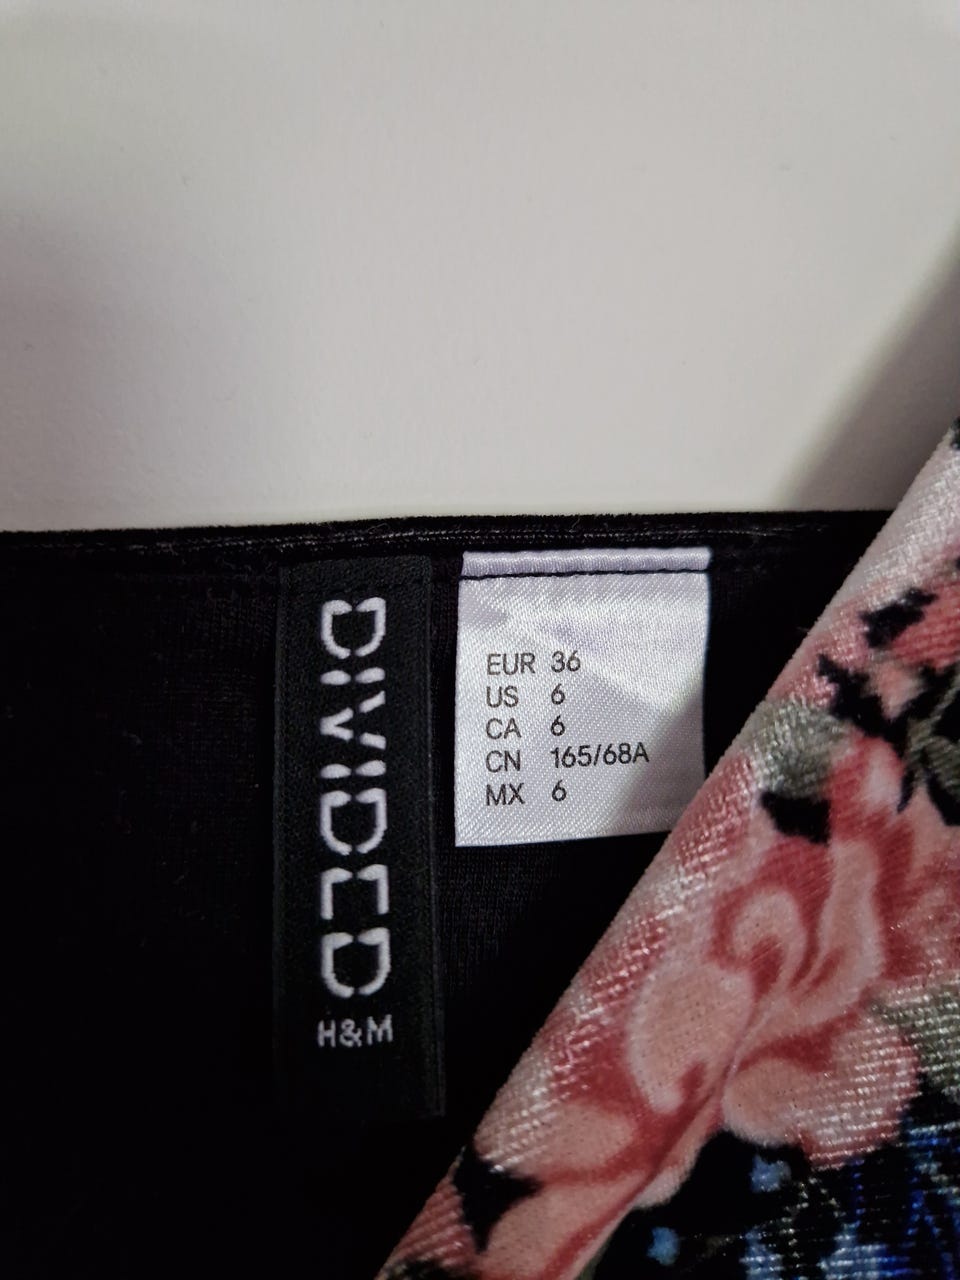 DIVIDED
H&M
EUR 36
US 6
CA 6
CN 165/68A
MX 6